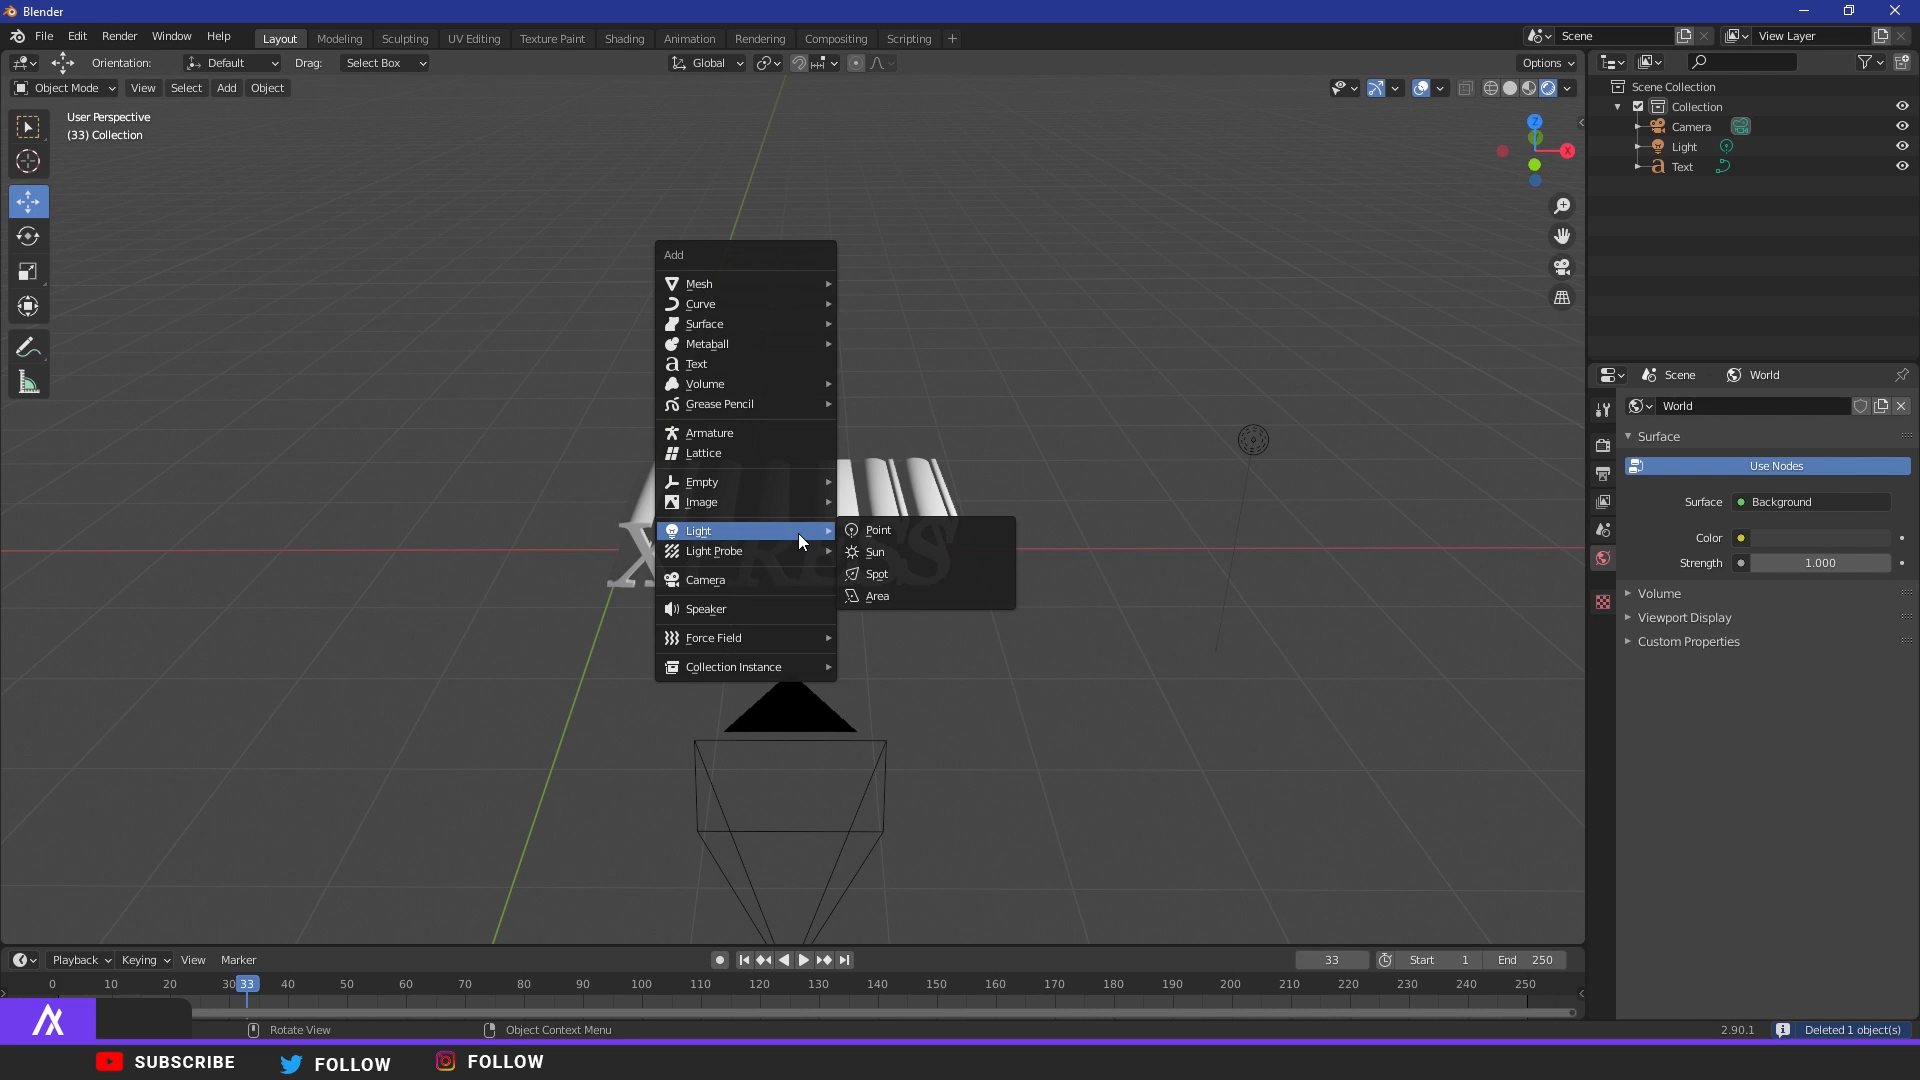 Blender
File Edit Render Window Help
Layout Modeling Sculpting UV Editing Texture Paint Shading Animation Rendering Compositing Scripting +
Scene
View Layer
Orientation: Default Drag: Select Box
Global
Options
Object Mode View Select Add Object
User Perspective
(33) Collection
Z
X
Scene Collection
Collection
Camera
Light
Text
Add
Mesh
Curve
Surface
Metaball
Text
Volume
Grease Pencil
Armature
Lattice
Empty
Image
Light
Light Probe
Camera
Speaker
Force Field
Collection Instance
Point
Sun
Spot
Area
Scene World
World
Surface
Use Nodes
Surface Background
Color
Strength 1.000
Volume
Viewport Display
Custom Properties
Playback Keying View Marker
33 Start 1 End 250
0 10 20 30 33 40 50 60 70 80 90 100 110 120 130 140 150 160 170 180 190 200 210 220 230 240 250
Rotate View
Object Context Menu
2.90.1 Deleted 1 object(s)
SUBSCRIBE FOLLOW FOLLOW